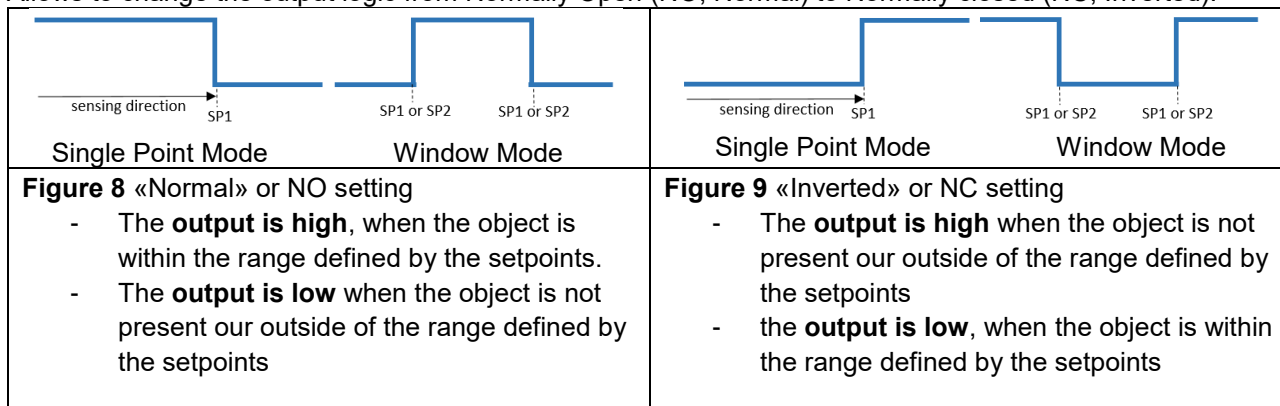 Allows to change the output logic from Normally Open (NO, Normal) to Normally closed (NC, Inverted).
sensing direction
SP1
SP1 or SP2
SP1 or SP2
Single Point Mode
Window Mode
sensing direction
SP1
SP1 or SP2
SP1 or SP2
Single Point Mode
Window Mode
Figure 8 «Normal» or NO setting
- The output is high, when the object is
within the range defined by the setpoints.
- The output is low when the object is not
present our outside of the range defined by
the setpoints
Figure 9 «Inverted» or NC setting
- The output is high when the object is not
present our outside of the range defined by
the setpoints
- the output is low, when the object is within
the range defined by the setpoints